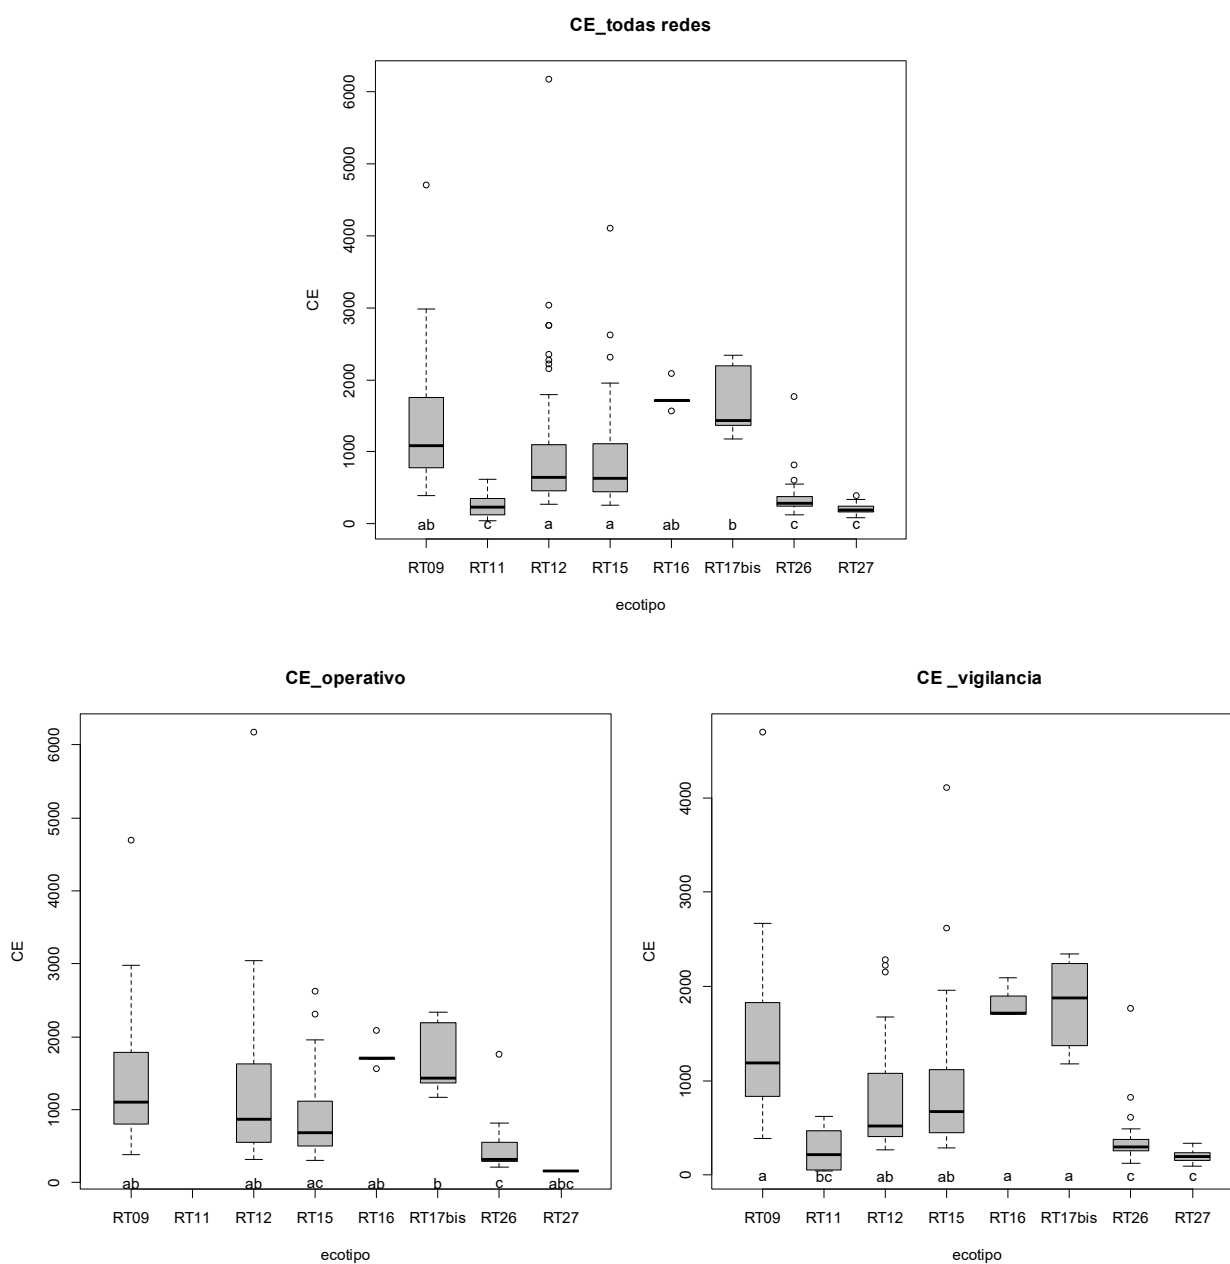 CE_todas redes
CE
6000
5000
4000
3000
2000
1000
0
ab c a a ab b c c
RT09 RT11 RT12 RT15 RT16 RT17bis RT26 RT27
ecotipo
CE_operativo
CE
6000
5000
4000
3000
2000
1000
0
ab ab ac ab b c abc
RT09 RT11 RT12 RT15 RT16 RT17bis RT26 RT27
ecotipo
CE _vigilancia
CE
4000
3000
2000
1000
0
a bc ab ab a a c c
RT09 RT11 RT12 RT15 RT16 RT17bis RT26 RT27
ecotipo